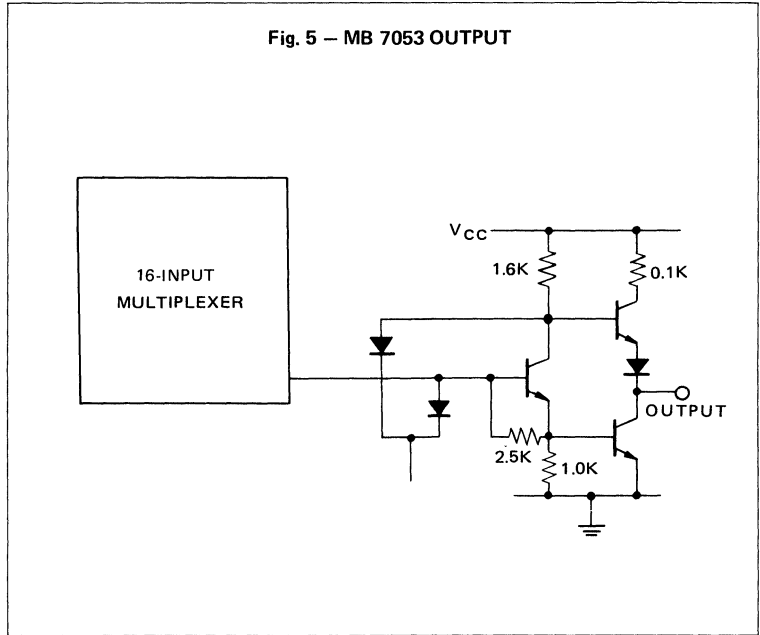 Fig. 5 — MB 7053 OUTPUT
VCC
1.6K
0.1K
16-INPUT
MULTIPLEXER
OUTPUT
2.5K
1.0K